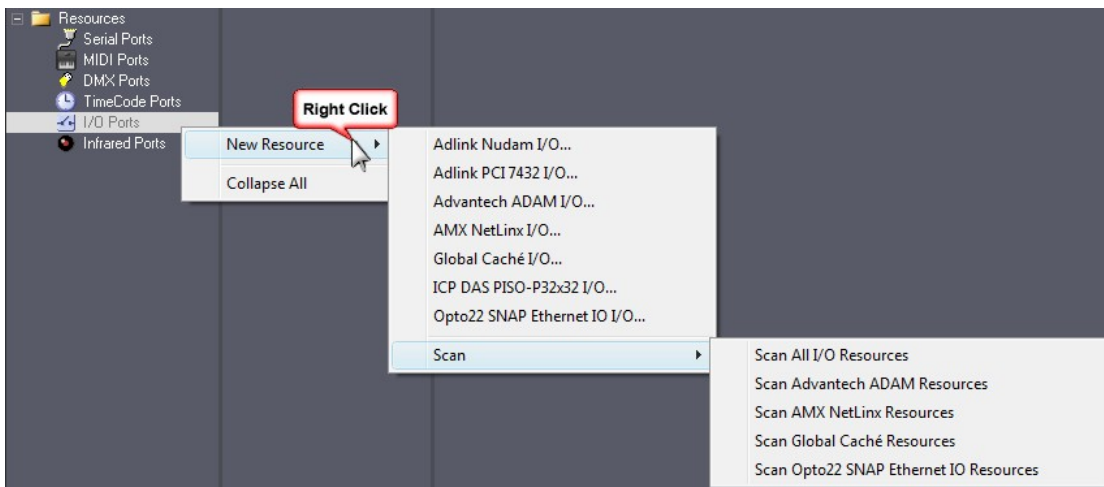 Resources
Serial Ports
MIDI Ports
DMX Ports
TimeCode Ports
I/O Ports
Infrared Ports
Right Click
New Resource
Collapse All
Adlink Nudam I/O...
Adlink PCI 7432 I/O...
Advantech ADAM I/O...
AMX NetLinx I/O...
Global Caché I/O...
ICP DAS PISO-P32x32 I/O...
Opto22 SNAP Ethernet IO I/O...
Scan
Scan All I/O Resources
Scan Advantech ADAM Resources
Scan AMX NetLinx Resources
Scan Global Caché Resources
Scan Opto22 SNAP Ethernet IO Resources